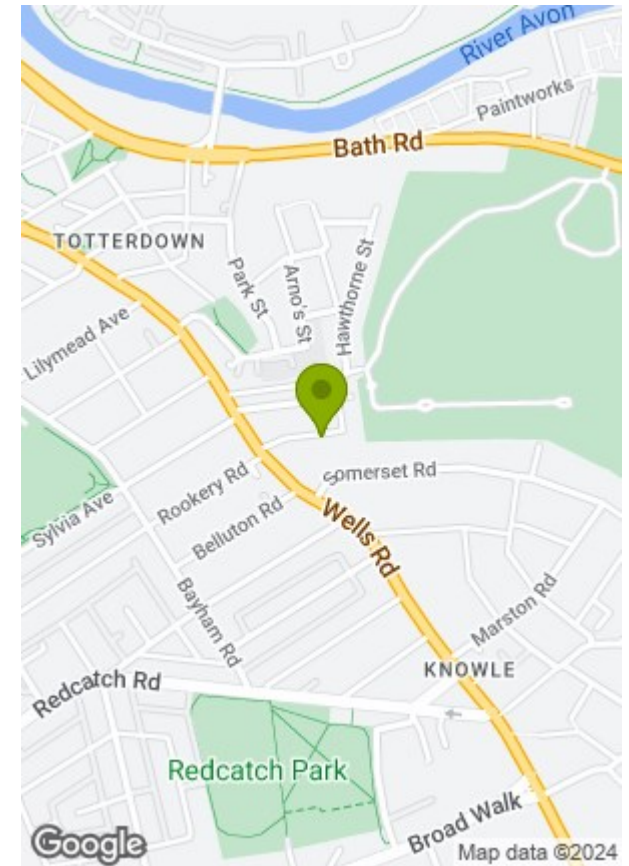 River Avon
Paintworks
Bath Rd
TOTTERDOWN
Park St
Arno's St
Hawthorne St
Lilymead Ave
Sylvia Ave
Rookery Rd
Belluton Rd
Somerset Rd
Wells Rd
Bayham Rd
Marston Rd
KNOWLE
Redcatch Rd
Redcatch Park
Broad Walk
Google
Map data ©2024